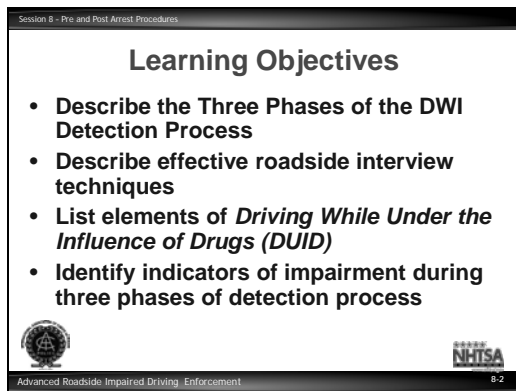 Session 8 - Pre and Post Arrest Procedures
Learning Objectives
• Describe the Three Phases of the DWI
Detection Process
• Describe effective roadside interview
techniques
• List elements of Driving While Under the
Influence of Drugs (DUID)
• Identify indicators of impairment during
three phases of detection process
NHTSA
Advanced Roadside Impaired Driving Enforcement
8-2